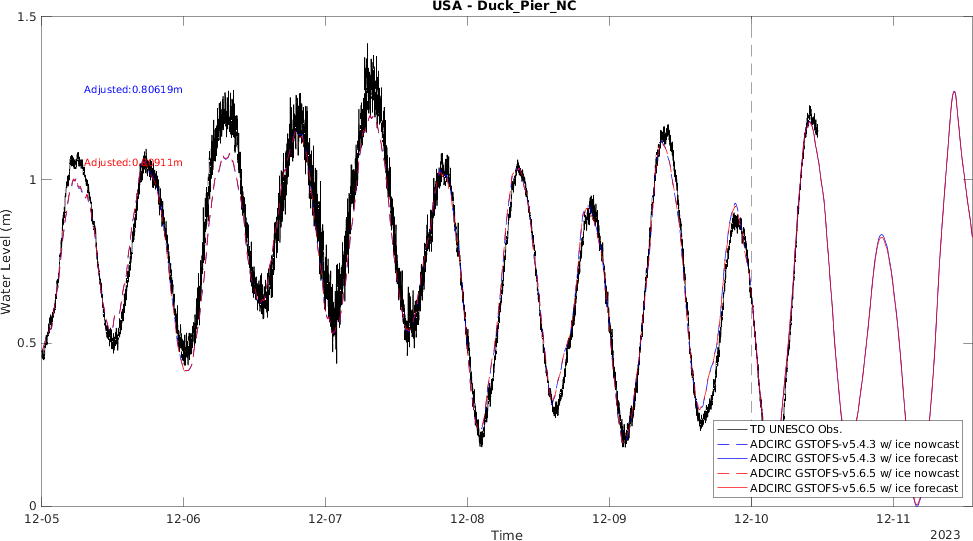 USA - Duck_Pier_NC
1.5
Adjusted:0.80619m
1
Adjusted:0. 911m
Water Level (m)
0.5
TD UNESCO Obs.
ADCIRC GSTOFS-v5.4.3 w/ ice nowcast
ADCIRC GSTOFS-v5.4.3 w/ ice forecast
ADCIRC GSTOFS-v5.6.5 w/ ice nowcast
ADCIRC GSTOFS-v5.6.5 w/ ice forecast
0
12-05 12-06 12-07 12-08 12-09 12-10 12-11
Time
2023